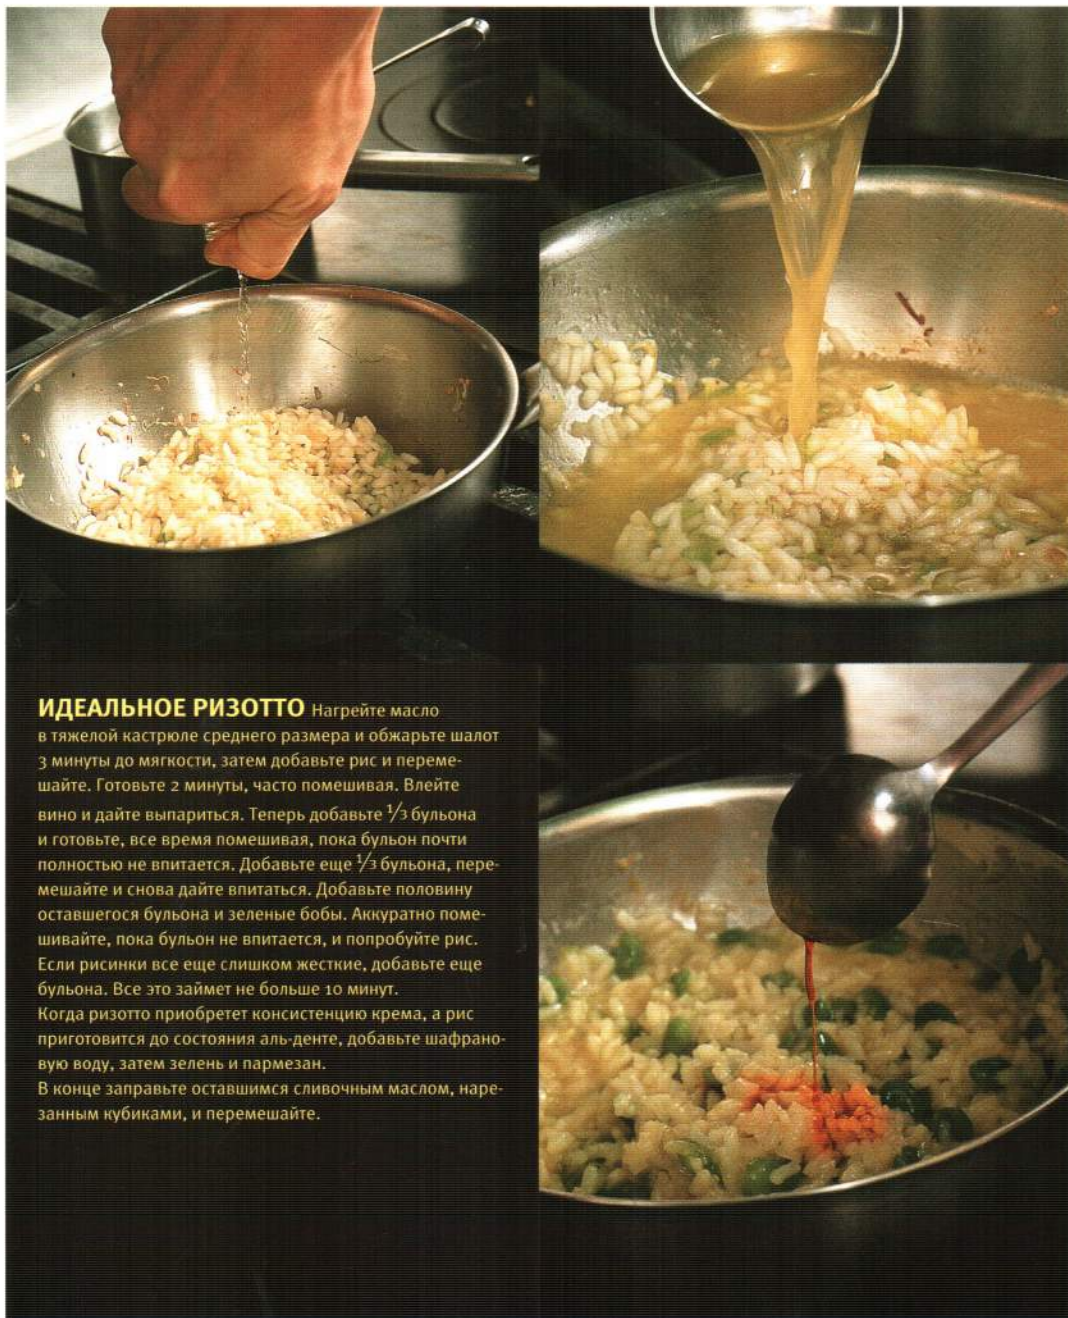 ИДЕАЛЬНОЕ РИЗОТТО Нагрейте масло
в тяжелой кастрюле среднего размера и обжарьте шалот
3 минуты до мягкости, затем добавьте рис и переме-
шайте. Готовьте 2 минуты, часто помешивая. Влейте
вино и дайте выпариться. Теперь добавьте 1/3 бульона
и готовьте, все время помешивая, пока бульон почти
полностью не впитается. Добавьте еще 1/3 бульона, пере-
мешайте и снова дайте впитаться. Добавьте половину
оставшегося бульона и зеленые бобы. Аккуратно поме-
шивайте, пока бульон не впитается, и попробуйте рис.
Если рисинки все еще слишком жесткие, добавьте еще
бульона. Все это займет не больше 10 минут.
Когда ризотто приобретет консистенцию крема, а рис
приготовится до состояния аль-денте, добавьте шафрано-
вую воду, затем зелень и пармезан.
В конце заправьте оставшимся сливочным маслом, наре-
занным кубиками, и перемешайте.